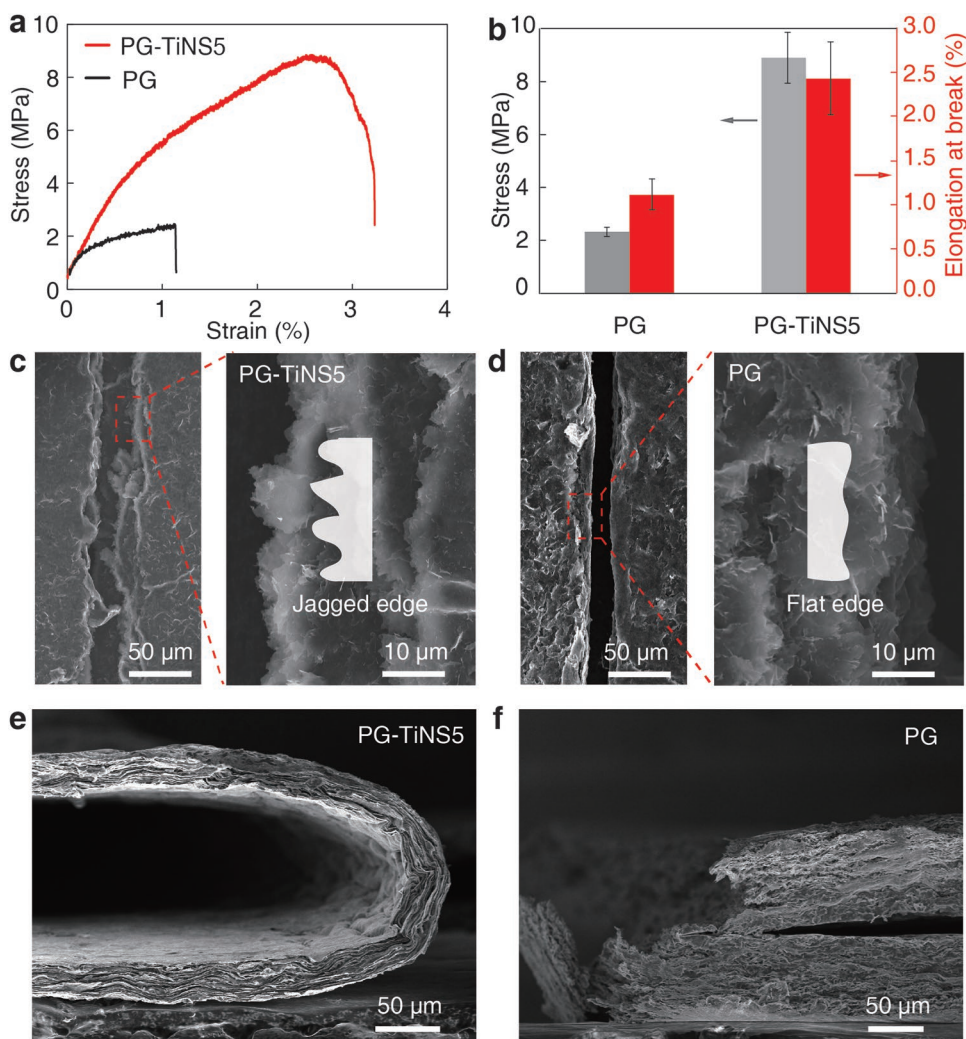 a
10
8
6
4
2
0
Stress (MPa)
PG-TiNS5
PG
0
1
2
3
4
Strain (%)
b
10
8
6
4
2
0
Stress (MPa)
3.0
2.5
2.0
1.5
1.0
0.5
0.0
Elongation at break (%)
PG
PG-TiNS5
c
50 μm
PG-TiNS5
Jagged edge
10 μm
d
50 μm
PG
Flat edge
10 μm
e
PG-TiNS5
50 μm
f
PG
50 μm